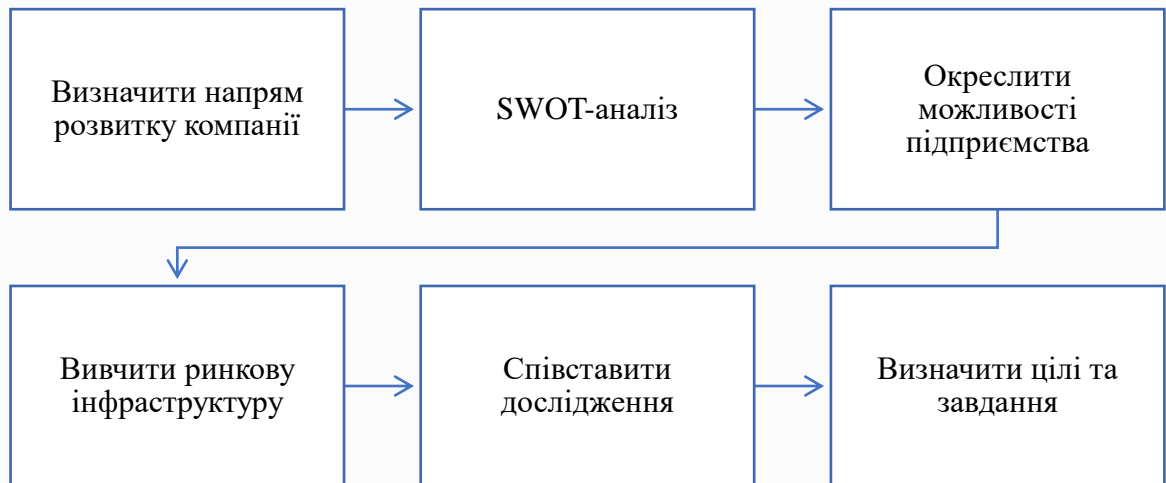 Визначити напрям
розвитку компанії
SWOT-аналіз
Окреслити
можливості
підприємства
Вивчити ринкову
інфраструктуру
Співставити
дослідження
Визначити цілі та
завдання